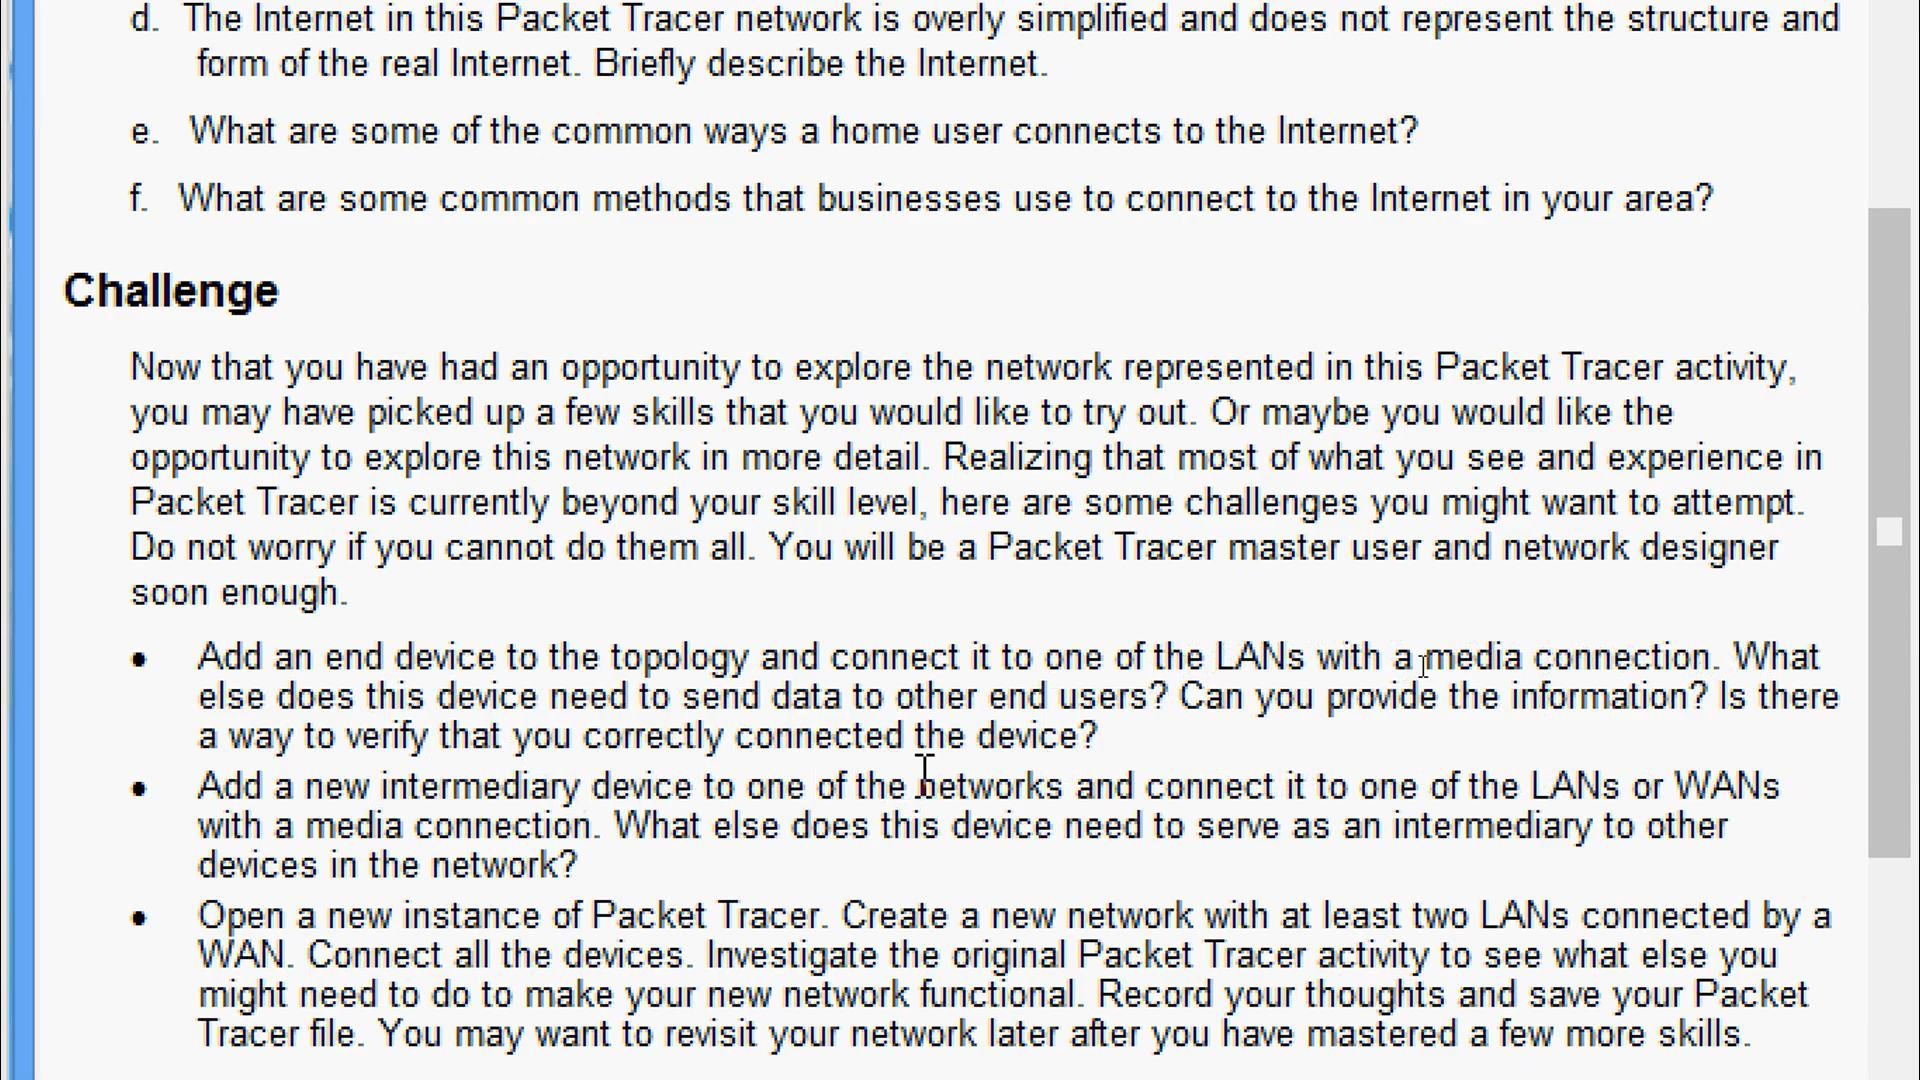 d. The Internet in this Packet Tracer network is overly simplified and does not represent the structure and
form of the real Internet. Briefly describe the Internet.
e. What are some of the common ways a home user connects to the Internet?
f. What are some common methods that businesses use to connect to the Internet in your area?
Challenge
Now that you have had an opportunity to explore the network represented in this Packet Tracer activity,
you may have picked up a few skills that you would like to try out. Or maybe you would like the
opportunity to explore this network in more detail. Realizing that most of what you see and experience in
Packet Tracer is currently beyond your skill level, here are some challenges you might want to attempt.
Do not worry if you cannot do them all. You will be a Packet Tracer master user and network designer
soon enough.
• Add an end device to the topology and connect it to one of the LANs with a media connection. What
else does this device need to send data to other end users? Can you provide the information? Is there
a way to verify that you correctly connected the device?
• Add a new intermediary device to one of the networks and connect it to one of the LANs or WANs
with a media connection. What else does this device need to serve as an intermediary to other
devices in the network?
• Open a new instance of Packet Tracer. Create a new network with at least two LANs connected by a
WAN. Connect all the devices. Investigate the original Packet Tracer activity to see what else you
might need to do to make your new network functional. Record your thoughts and save your Packet
Tracer file. You may want to revisit your network later after you have mastered a few more skills.